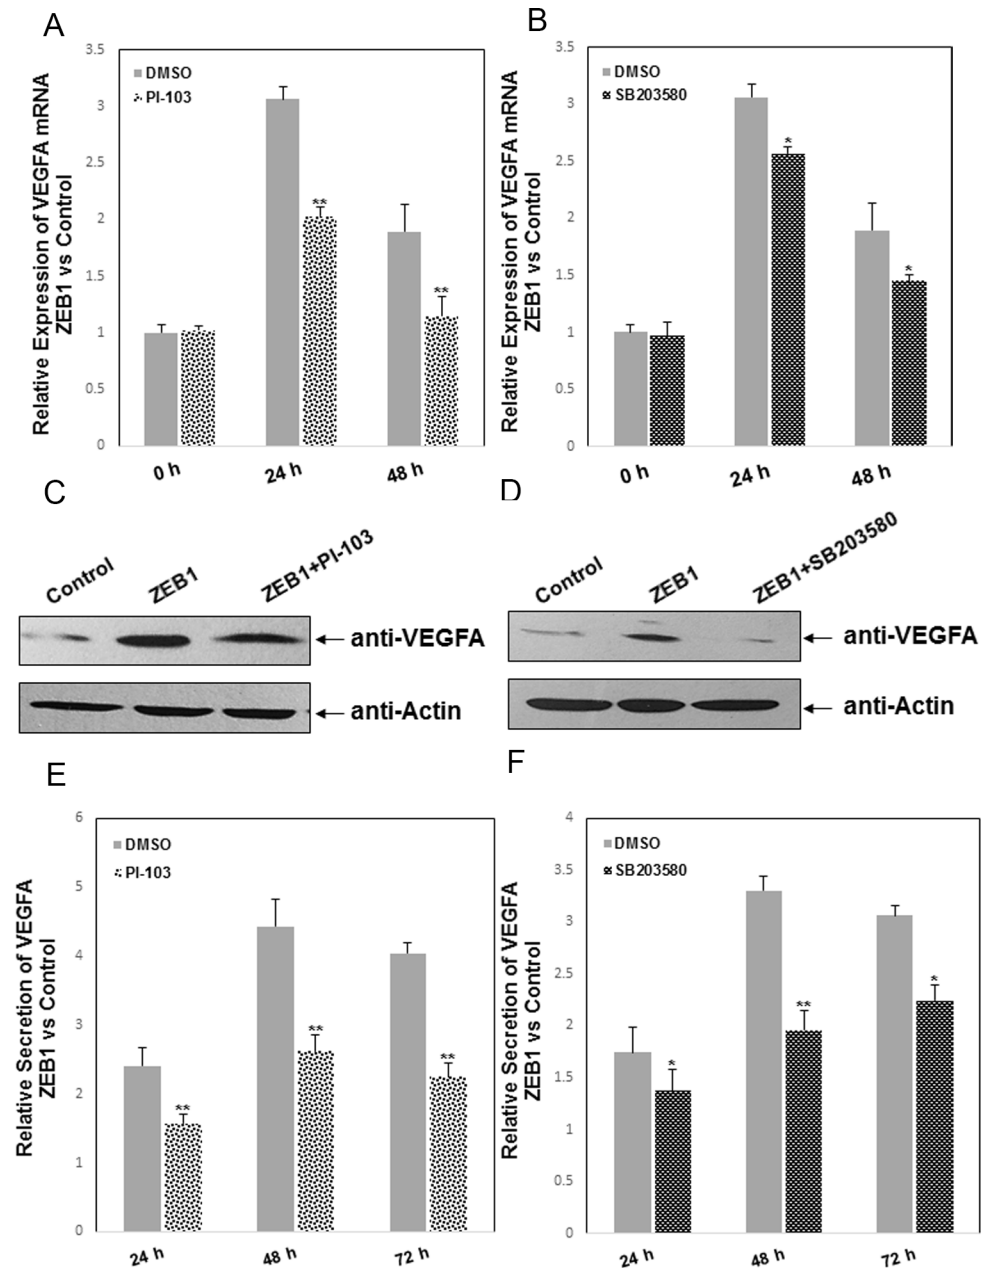 A
Relative Expression of VEGFA mRNA
ZEB1 vs Control
3.5
3
2.5
2
1.5
1
0.5
0
DMSO
PI-103
**
**
0 h
24 h
48 h
B
Relative Expression of VEGFA mRNA
ZEB1 vs Control
3.5
3
2.5
2
1.5
1
0.5
0
DMSO
SB203580
*
*
0 h
24 h
48 h
C
Control
ZEB1
ZEB1+PI-103
anti-VEGFA
anti-Actin
D
Control
ZEB1
ZEB1+SB203580
anti-VEGFA
anti-Actin
E
Relative Secretion of VEGFA
ZEB1 vs Control
6
5
4
3
2
1
0
DMSO
PI-103
**
**
**
24 h
48 h
72 h
F
Relative Secretion of VEGFA
ZEB1 vs Control
4
3.5
3
2.5
2
1.5
1
0.5
0
DMSO
SB203580
*
**
*
24 h
48 h
72 h